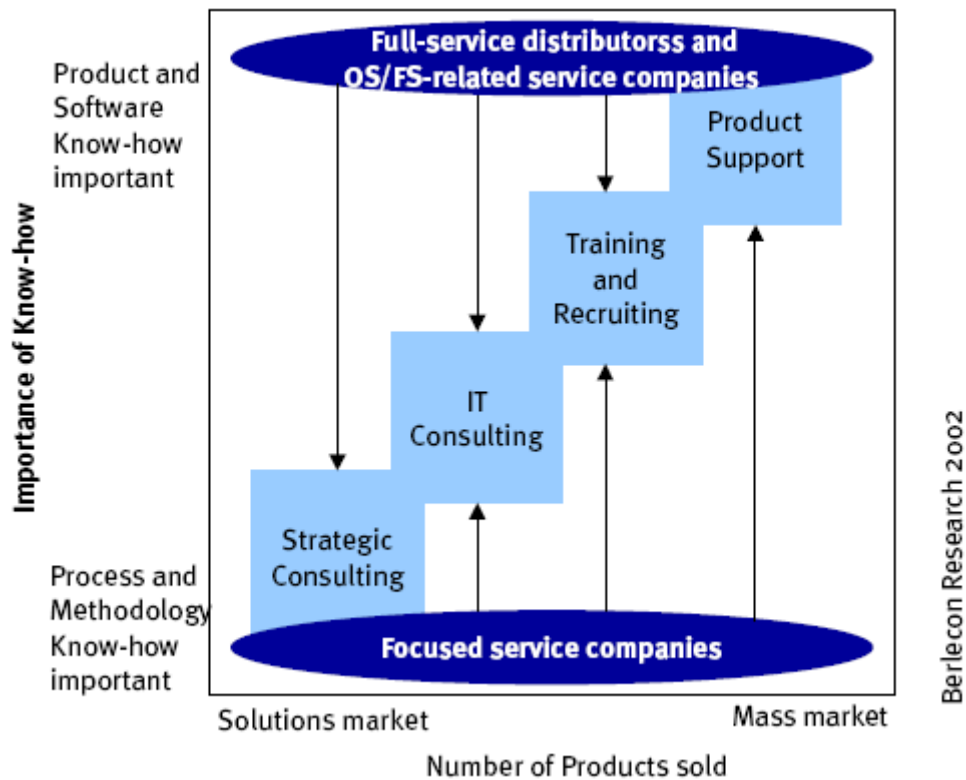 Full-service distributorss and
OS/FS-related service companies
Product and
Software
Know-how
important
Product
Support
Training
and
Recruiting
IT
Consulting
Strategic
Consulting
Importance of Know-how
Process and
Methodology
Know-how
important
Focused service companies
Solutions market
Mass market
Number of Products sold
Berlecon Research 2002